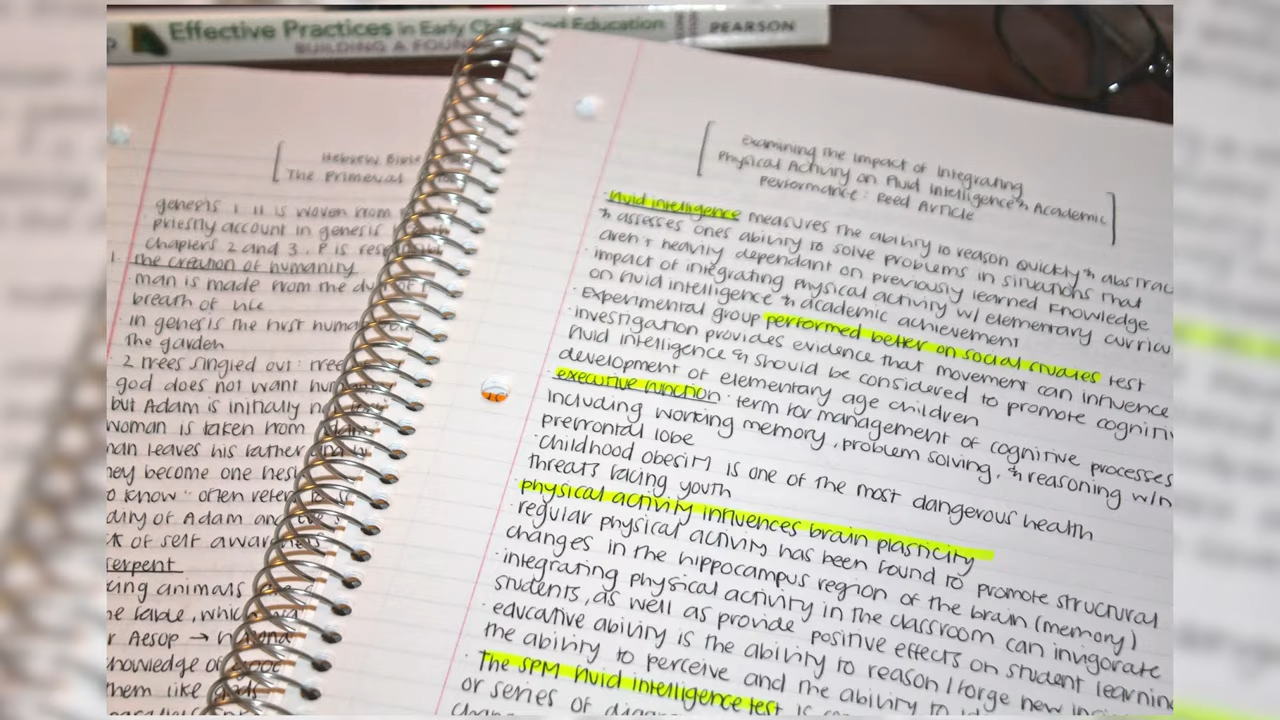 Effective Practices in Early Childhood Education
BUILDING A FOUN
PEARSON
Hebrew Bible
The Primeval
genesis 1-11 is woven from
priestly account in genesis
chapters 2 and 3. P is
1. the creation of humanity
man is made from the
breath of life
in genesis the first
the garden
2 trees singled out:
god does not want
but Adam is initially
woman is taken from
man leaves his father
they become one flesh
to know: often
of Adam and
of self
serpent
animals
fable, which
Aesop →
knowledge of
them like gods
Examining the Impact of Integrating
Physical Activity on Fluid Intelligence & Academic
Performance: Reed Article
· fluid intelligence measures the ability to reason quickly & abstrac
& assesses ones ability to solve problems in situations that
aren't heavily dependant on previously learned knowledge
· impact of integrating physical activity w/ elementary curricu
on fluid intelligence & academic achievement
· Experimental group performed better on social studies test
· investigation provides evidence that movement can influence
fluid intelligence & should be considered to promote cogniti
development of elementary age children
· executive function: term for management of cognitive processes
including working memory, problem solving, & reasoning w/in
prefrontal lobe
· childhood obesity is one of the most dangerous health
threats facing youth
· physical activity influences brain plasticity
· regular physical activity has been found to promote structural
changes in the hippocampus region of the brain (memory)
· integrating physical activity in the classroom can invigorate
students, as well as provide positive effects on student learning
· educative ability is the ability to reason / forge new
the ability to perceive and the ability to
· The SPM fluid intelligence test is
or series of